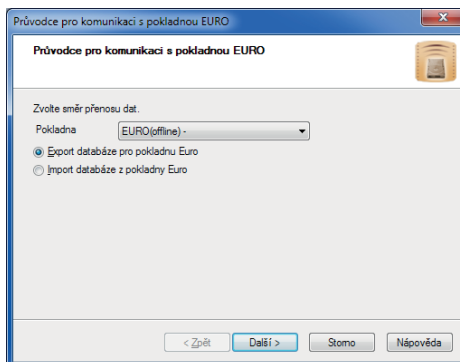 Průvodce pro komunikaci s pokladnou EURO
Průvodce pro komunikaci s pokladnou EURO
Zvolte směr přenosu dat.
Pokladna EURO(offline) -
Export databáze pro pokladnu Euro
Import databáze z pokladny Euro
< Zpět Další > Storno Nápověda